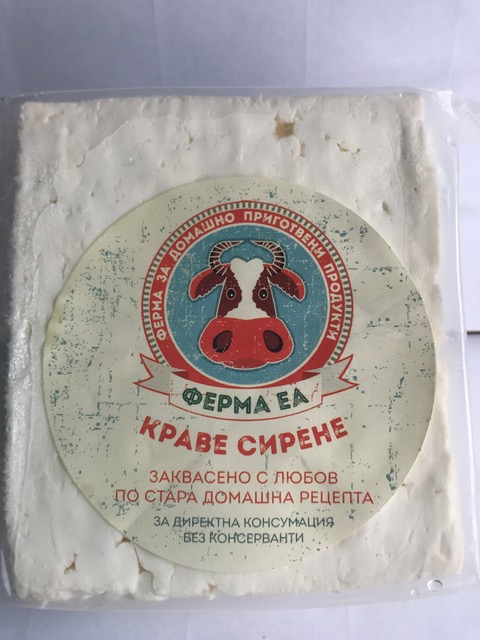 ФЕРМА ЗА ДОМАШНО ПРИГОТВЕНИ ПРОДУКТИ
ФЕРМА ЕА
КРАВЕ СИРЕНЕ
ЗАКВАСЕНО С ЛЮБОВ
ПО СТАРА ДОМАШНА РЕЦЕПТА
ЗА ДИРЕКТНА КОНСУМАЦИЯ
БЕЗ КОНСЕРВАНТИ